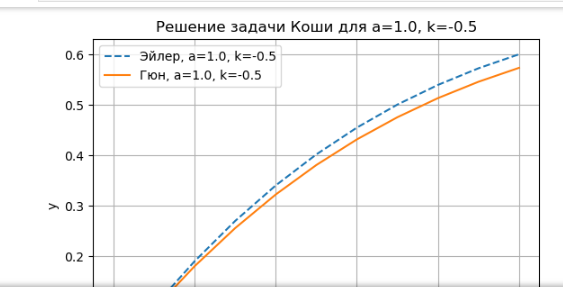 Решение задачи Коши для a=1.0, k=-0.5
Эйлер, a=1.0, k=-0.5
Гюн, a=1.0, k=-0.5
0.6
0.5
0.4
0.3
0.2
y